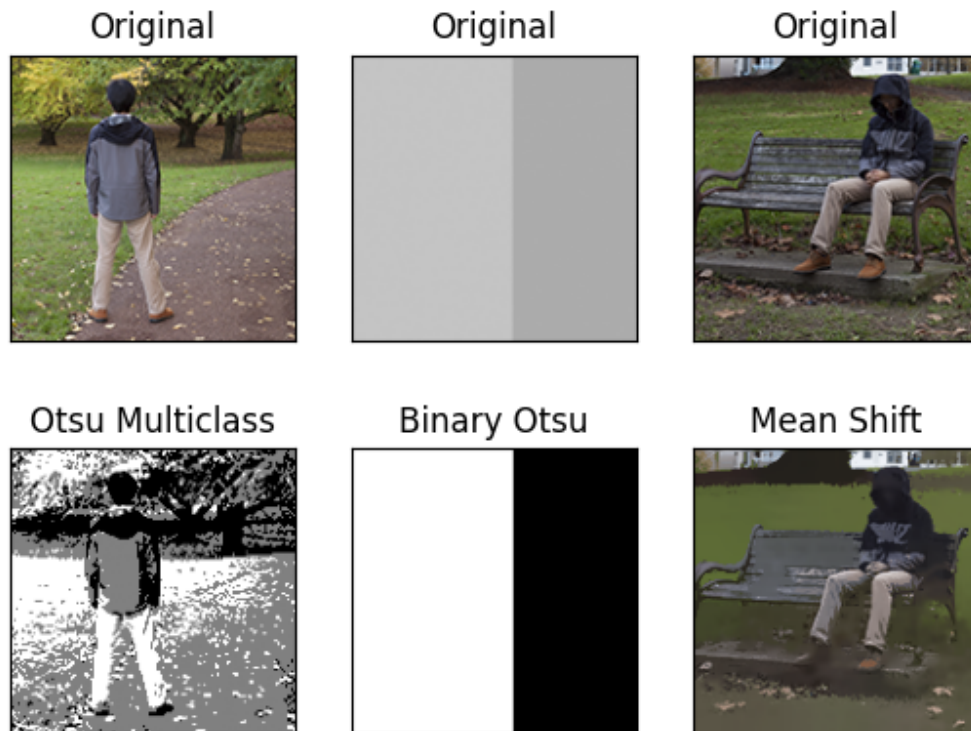 Original
Original
Original
Otsu Multiclass
Binary Otsu
Mean Shift